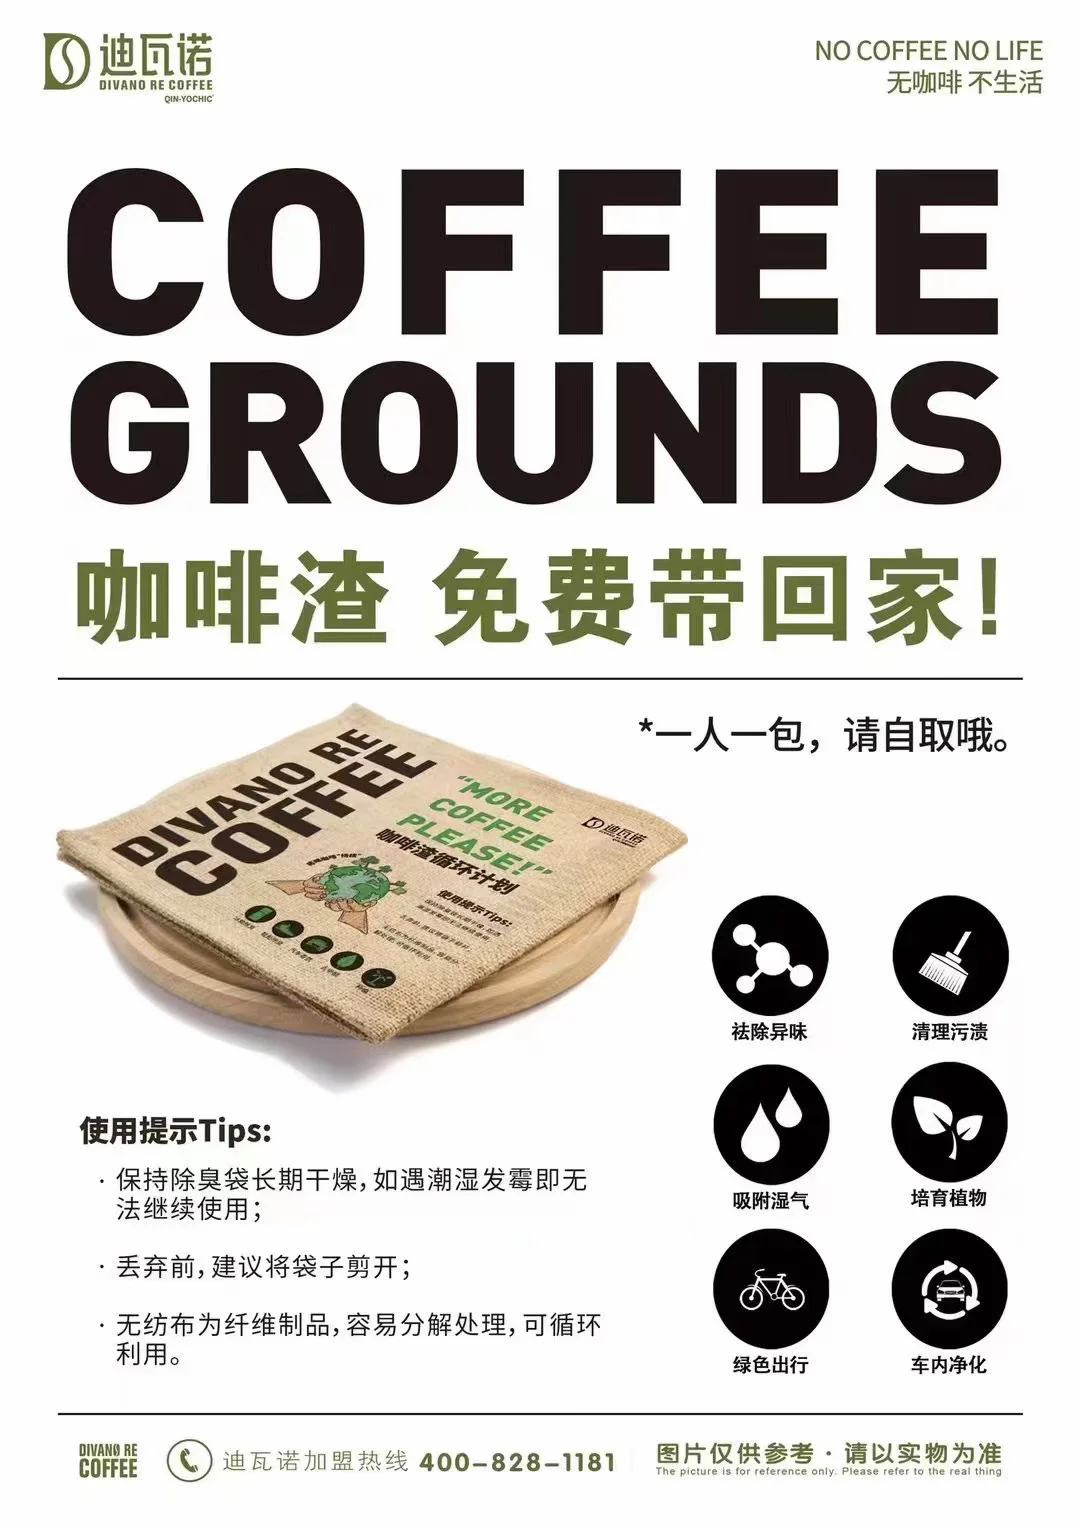 迪瓦诺
DIVANO RE COFFEE
QIN-YOCHIC
NO COFFEE NO LIFE
无咖啡 不生活
COFFEE
GROUNDS
咖啡渣 免费带回家!
*一人一包，请自取哦。
DIVANO RE
COFFEE
“MORE
COFFEE
PLEASE!”
咖啡渣循环计划
迪瓦诺
使用提示Tips:
祛除异味
清理污渍
吸附湿气
培育植物
绿色出行
车内净化
使用提示Tips:
· 保持除臭袋长期干燥，如遇潮湿发霉即无
法继续使用；
· 丢弃前，建议将袋子剪开；
· 无纺布为纤维制品，容易分解处理，可循环
利用。
DIVANØ RE
COFFEE
迪瓦诺加盟热线 400-828-1181
图片仅供参考 · 请以实物为准
The picture is for reference only. Please refer to the real thing